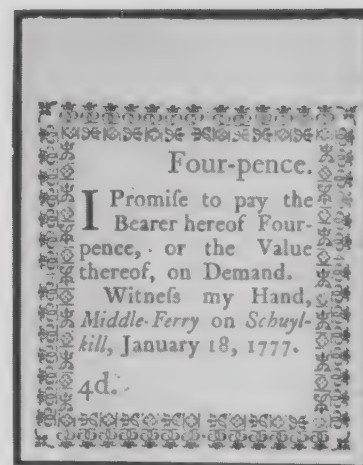 Four-pence.
I Promiſe to pay the
Bearer hereof Four-
pence, or the Value
thereof, on Demand.
Witneſs my Hand,
Middle-Ferry on Schuyl-
kill, January 18, 1777.
4d.